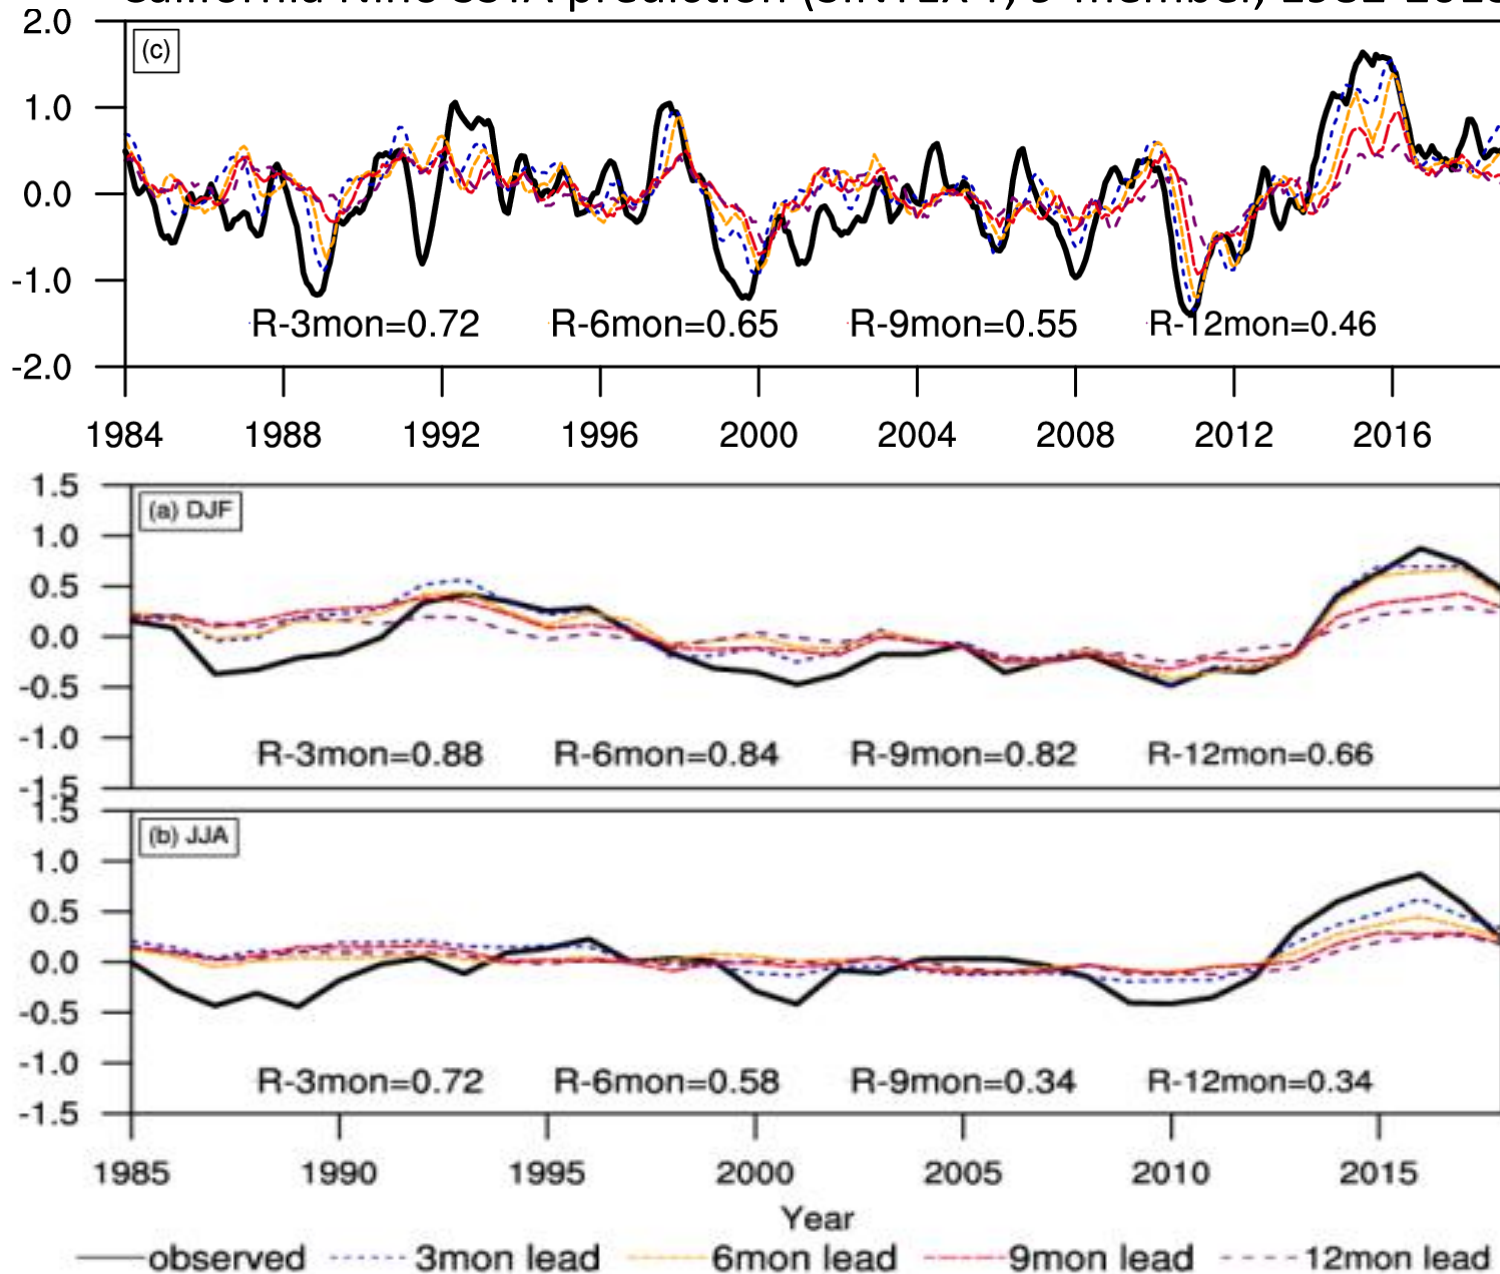 2.0
(c)
1.0
0.0
-1.0
R-3mon=0.72 R-6mon=0.65 R-9mon=0.55 R-12mon=0.46
-2.0
1984 1988 1992 1996 2000 2004 2008 2012 2016
1.5
(a) DJF
1.0
0.5
0.0
-0.5
-1.0
R-3mon=0.88 R-6mon=0.84 R-9mon=0.82 R-12mon=0.66
-1.5
1.5
(b) JJA
1.0
0.5
0.0
-0.5
-1.0
R-3mon=0.72 R-6mon=0.58 R-9mon=0.34 R-12mon=0.34
-1.5
1985 1990 1995 2000 2005 2010 2015
Year
observed 3mon lead 6mon lead 9mon lead 12mon lead